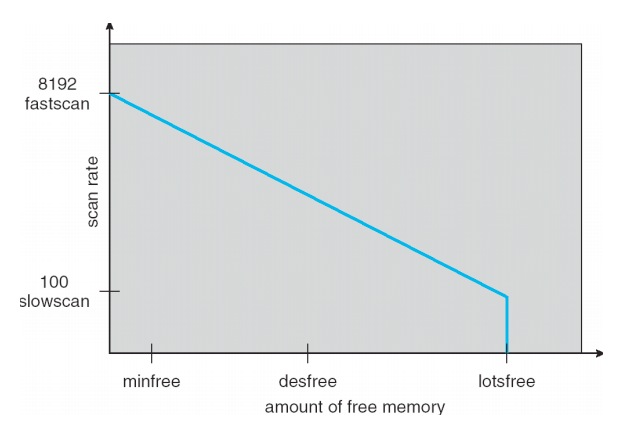 8192
fastscan
scan rate
100
slowscan
minfree
desfree
lotsfree
amount of free memory